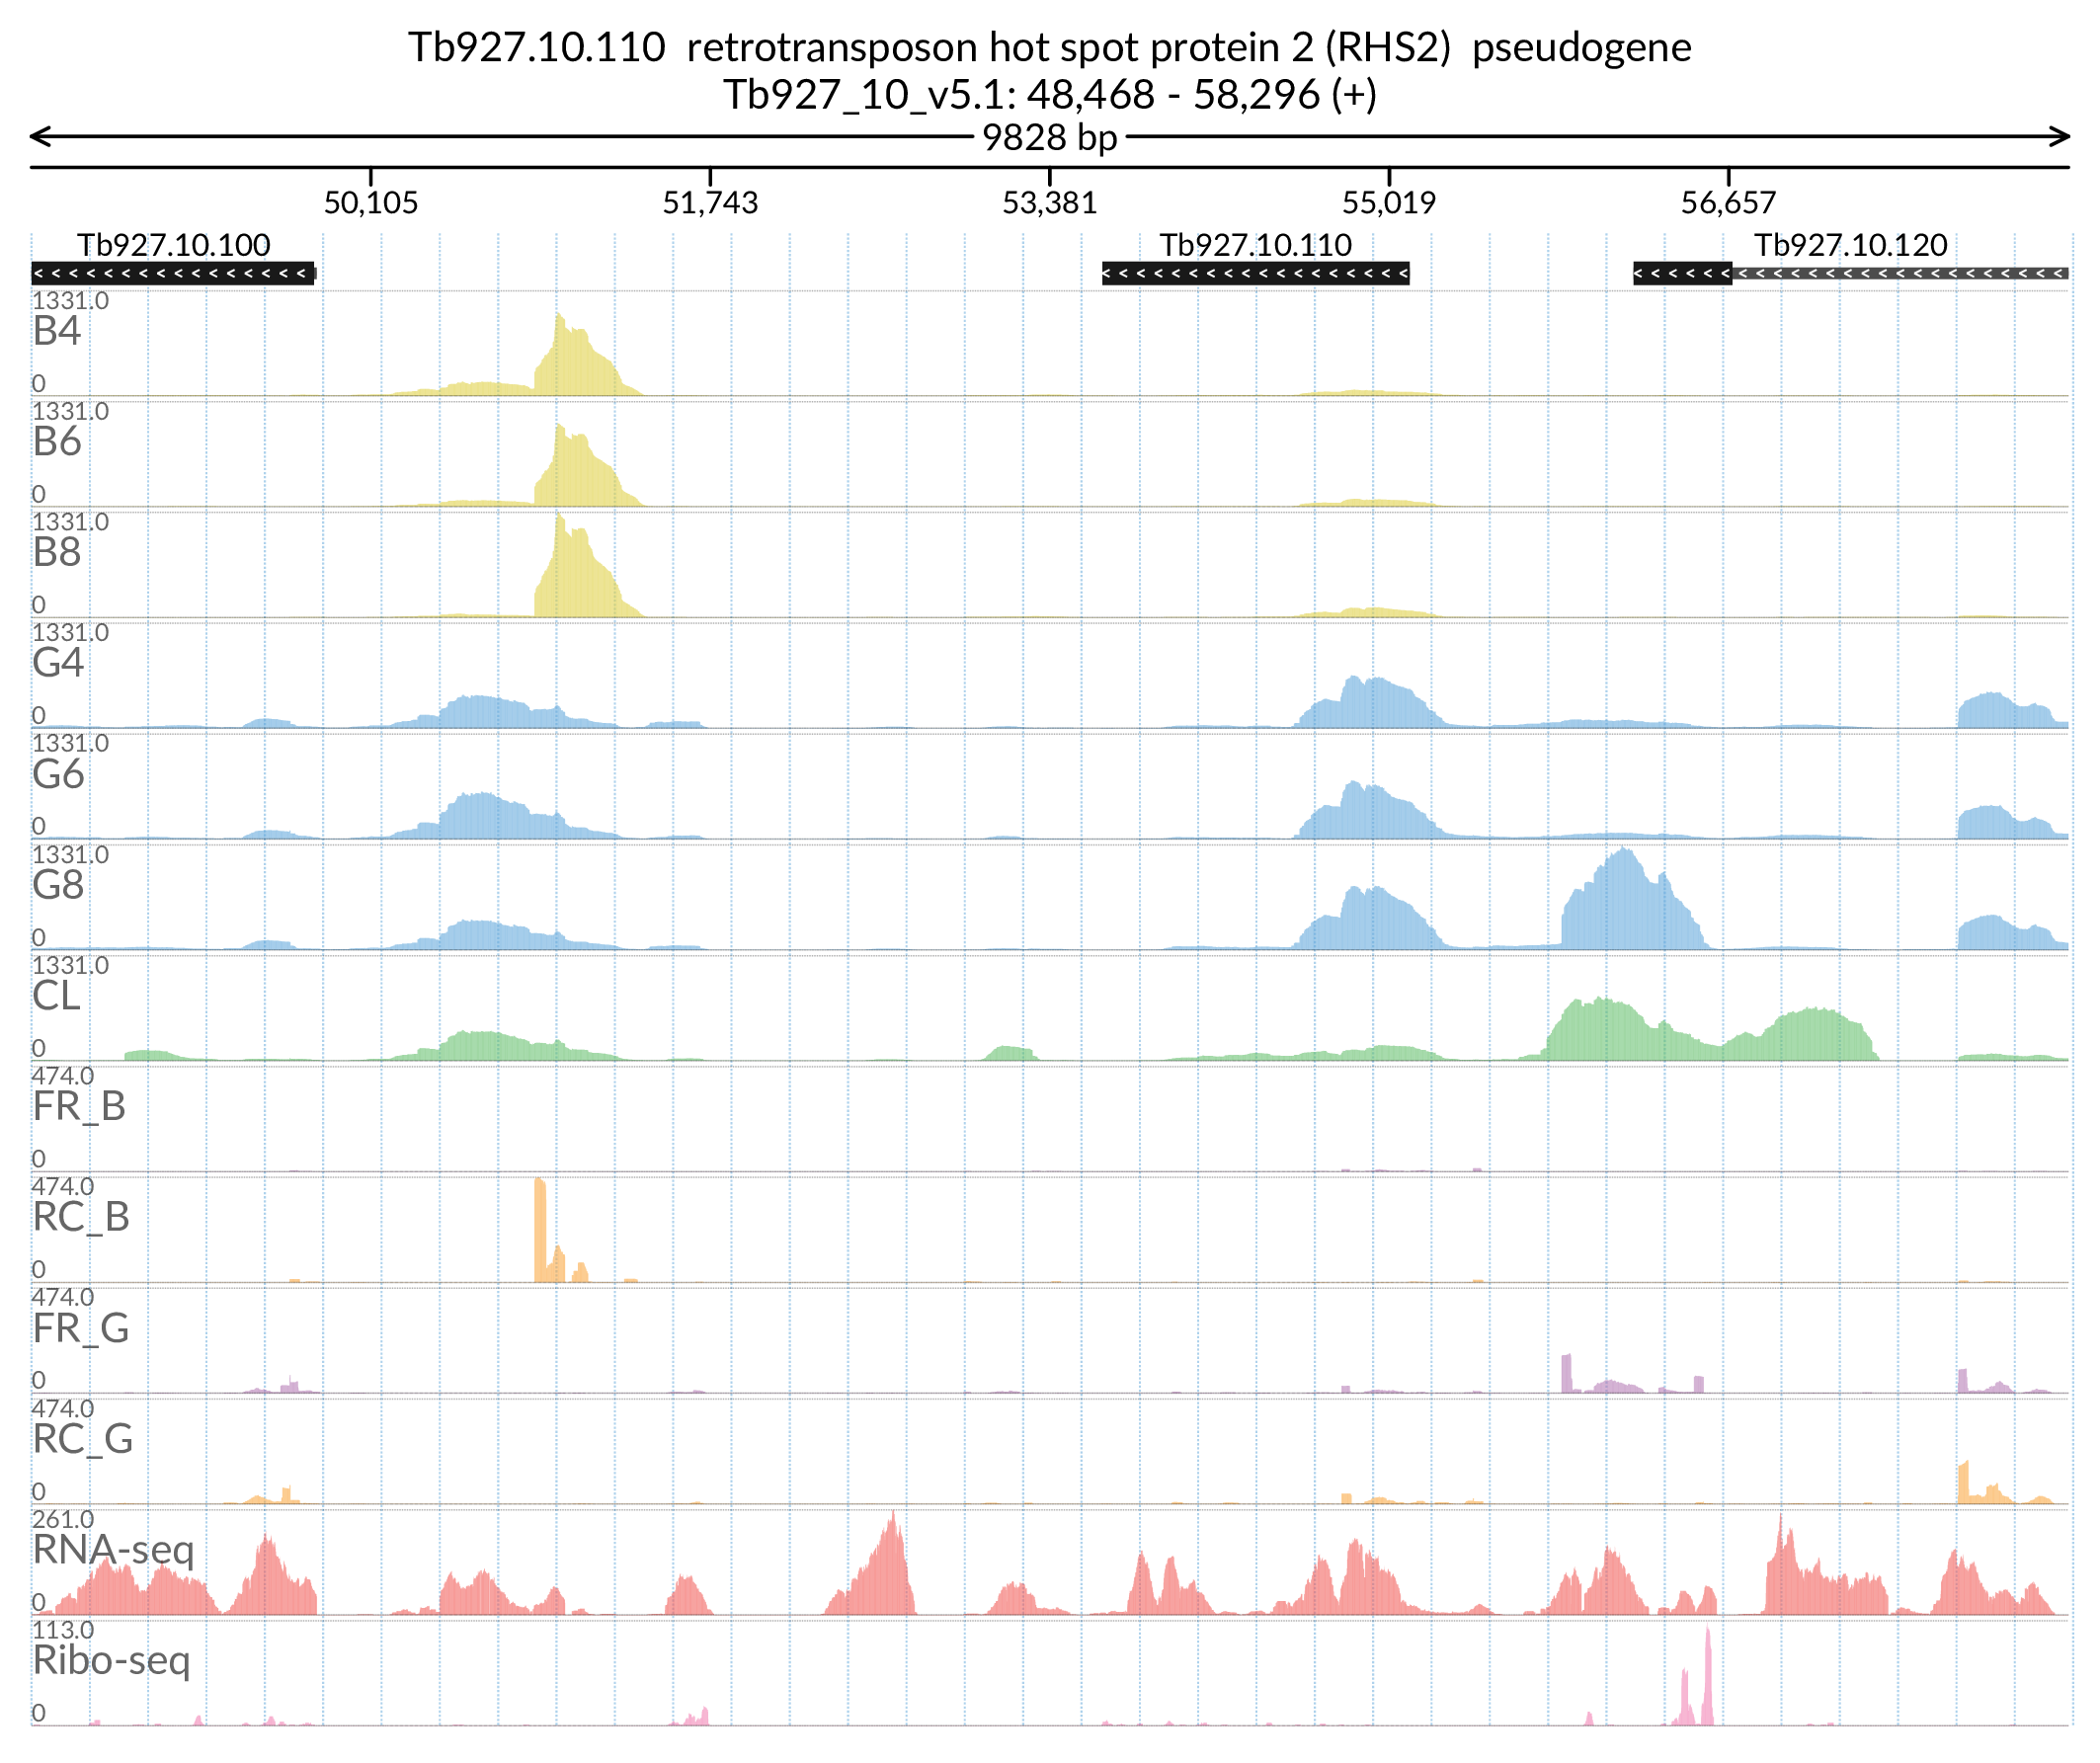 Tb927.10.110 retrotransposon hot spot protein 2 (RHS2) pseudogene
Tb927_10_v5.1: 48,468 - 58,296 (+)
9828 bp
50,105 51,743 53,381 55,019 56,657
Tb927.10.100 Tb927.10.110 Tb927.10.120
1331.0
B4
0
1331.0
B6
0
1331.0
B8
0
1331.0
G4
0
1331.0
G6
0
1331.0
G8
0
1331.0
CL
0
474.0
FR_B
0
474.0
RC_B
0
474.0
FR_G
0
474.0
RC_G
0
261.0
RNA-seq
0
113.0
Ribo-seq
0